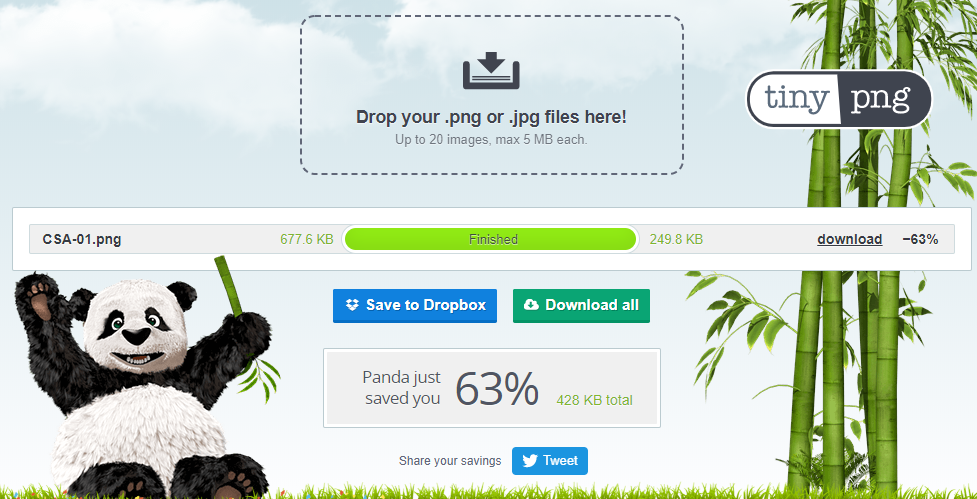 tiny png
Drop your .png or .jpg files here!
Up to 20 images, max 5 MB each.
CSA-01.png 677.6 KB Finished 249.8 KB download −63%
Save to Dropbox Download all
Panda just
saved you 63% 428 KB total
Share your savings Tweet